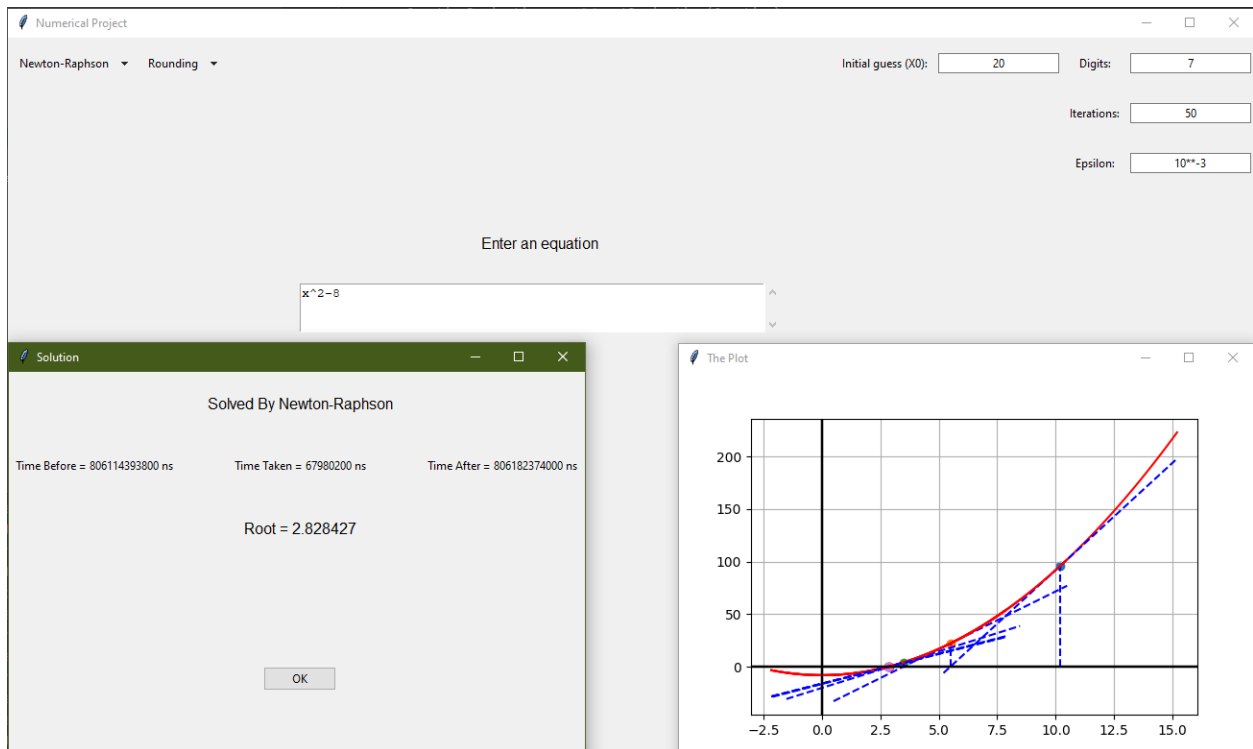 Numerical Project
Newton-Raphson Rounding Initial guess (X0): 20 Digits: 7
Iterations: 50
Epsilon: 10**-3
Enter an equation
x^2-8
Solution
Solved By Newton-Raphson
Time Before = 806114393800 ns Time Taken = 67980200 ns Time After = 806182374000 ns
Root = 2.828427
OK
The Plot
200
150
100
50
0
−2.5 0.0 2.5 5.0 7.5 10.0 12.5 15.0